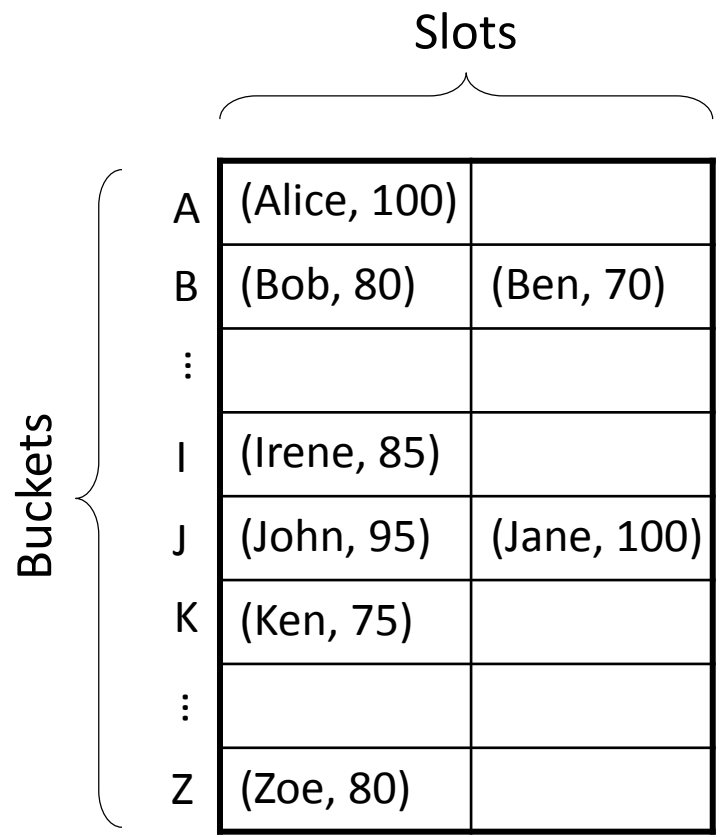 Slots
Buckets
A (Alice, 100)
B (Bob, 80) (Ben, 70)
...
I (Irene, 85)
J (John, 95) (Jane, 100)
K (Ken, 75)
...
Z (Zoe, 80)